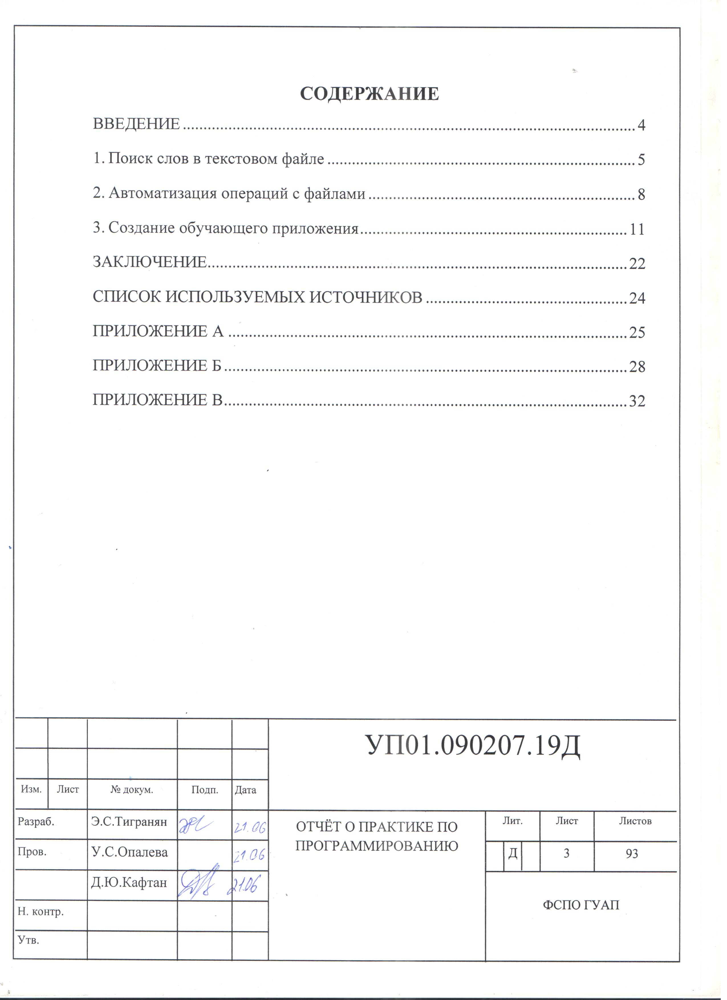 СОДЕРЖАНИЕ
ВВЕДЕНИЕ 4
1. Поиск слов в текстовом файле 5
2. Автоматизация операций с файлами 8
3. Создание обучающего приложения 11
ЗАКЛЮЧЕНИЕ 22
СПИСОК ИСПОЛЬЗУЕМЫХ ИСТОЧНИКОВ 24
ПРИЛОЖЕНИЕ А 25
ПРИЛОЖЕНИЕ Б 28
ПРИЛОЖЕНИЕ В 32
УП01.090207.19Д
Изм. Лист № докум. Подп. Дата
Разраб. Э.С.Тигранян 21.06
Пров. У.С.Опалева 21.06
Д.Ю.Кафтан 21.06
Н. контр.
Утв.
ОТЧЁТ О ПРАКТИКЕ ПО
ПРОГРАММИРОВАНИЮ
Лит. Лист Листов
Д 3 93
ФСПО ГУАП